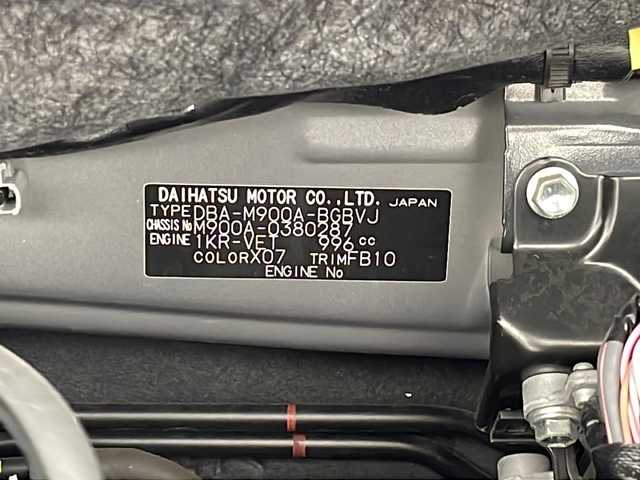 DAIHATSU MOTOR CO.,LTD. JAPAN
TYPE DBA-M900A-BGBVJ
CHASSIS No M900A-0380287
ENGINE 1KR-VET 996cc
COLOR X07 TRIM FB10
ENGINE No